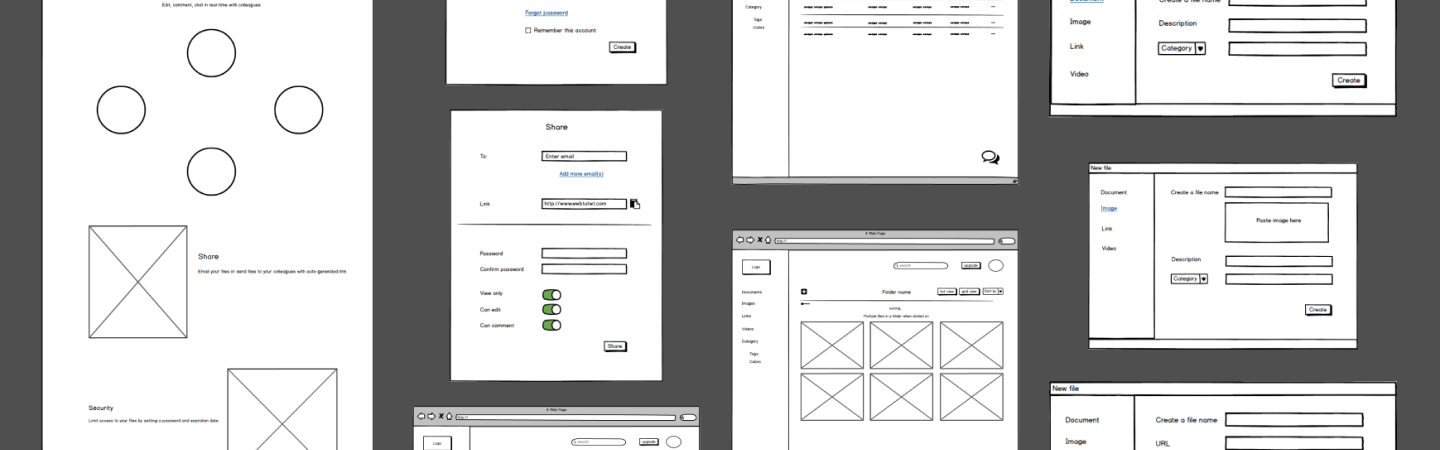 Edit, comment, chat in real-time with colleagues
Share
Email your files or send files to your colleagues with auto-generated link
Security
Limit access to your files by setting a password and expiration date
Forgot password
Remember this account
Create
Share
To:
Enter email
Add more email(s)
Link
Password
Confirm password
View only
Can edit
Can comment
Share
A Web Page
http://
Logo
search
upgrade
Category
Tags
Colors
A Web Page
http://
Logo
search
upgrade
Documents
Images
Links
Videos
Category
Tags
Colors
Folder name
list view
grid view
Sort by
Multiple files in a folder when clicked on
Document
Image
Link
Video
Create a file name
Description
Category
Create
New file
Document
Image
Link
Video
Create a file name
Paste image here
Description
Category
Create
New file
Document
Image
Create a file name
URL